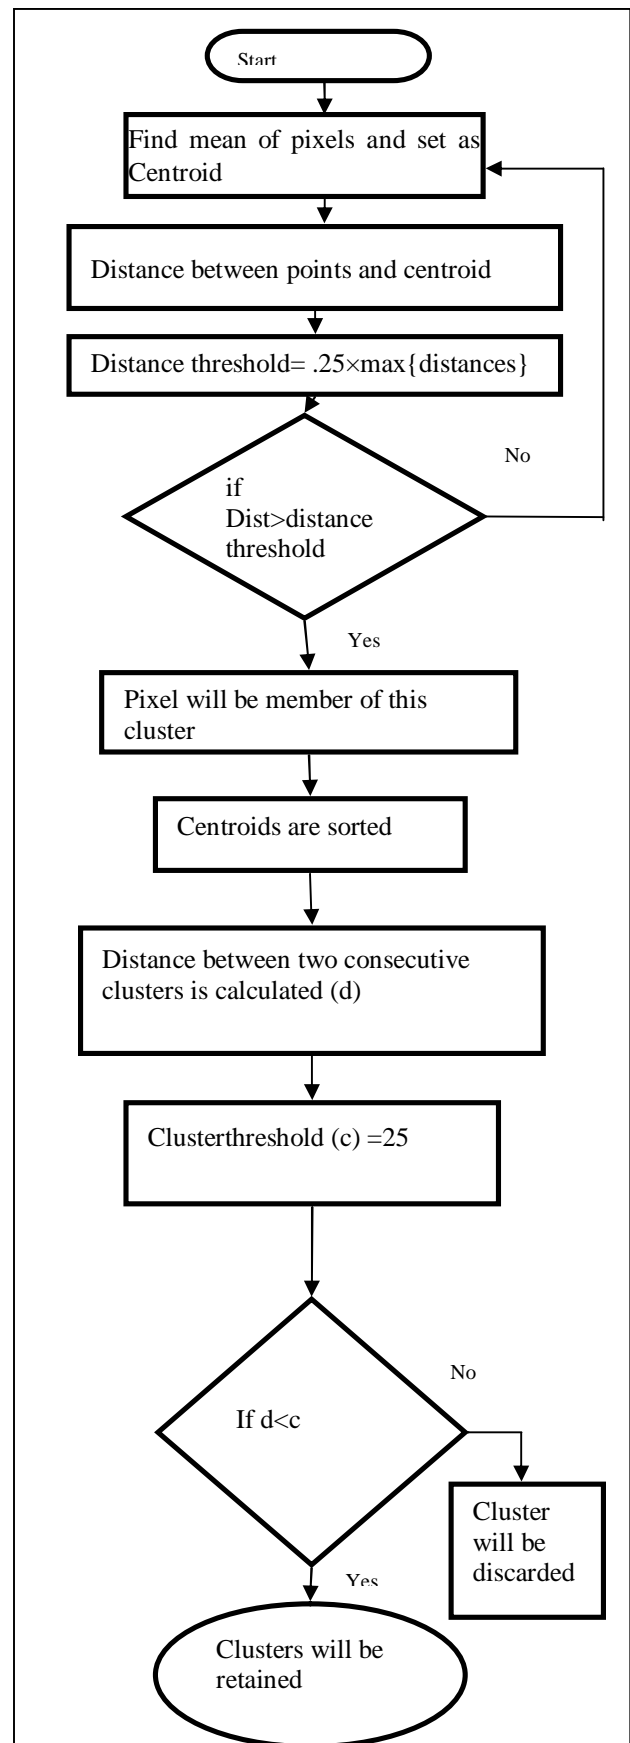 Start
Find mean of pixels and set as
Centroid
Distance between points and centroid
Distance threshold= .25×max{distances}
No
if
Dist>distance
threshold
Yes
Pixel will be member of this
cluster
Centroids are sorted
Distance between two consecutive
clusters is calculated (d)
Clusterthreshold (c) =25
No
If d<c
Cluster
will be
discarded
Yes
Clusters will be
retained